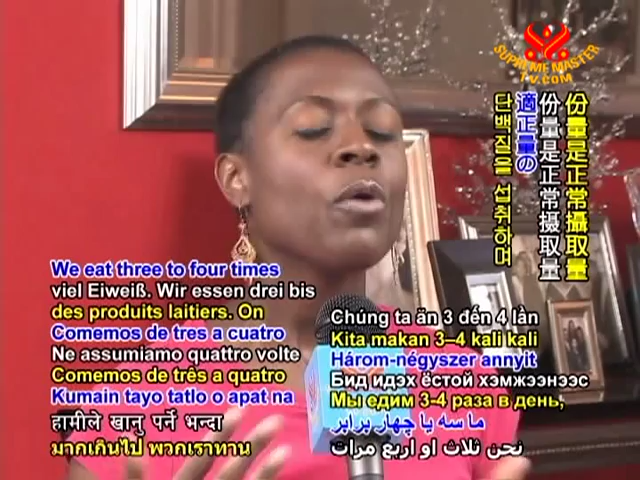 SUPREME MASTER
TV.COM
份量是正常攝取量
份量是正常摄取量
適正量の
단백질을 섭취하며
We eat three to four times
viel Eiweiß. Wir essen drei bis
des produits laitiers. On
Comemos de tres a cuatro
Ne assumiamo quattro volte
Comemos de três a quatro
Kumain tayo tatlo o apat na
हामीले खानु पर्ने भन्दा
มากเกินไป พวกเราทาน
Chúng ta ăn 3 đến 4 lần
Kita makan 3–4 kali kali
Három-négyszer annyit
Бид идэх ёстой хэмжээнээс
Мы едим 3-4 раза в день,
ما سه یا چهار برابر
نحن ثلاث او اربع مرات